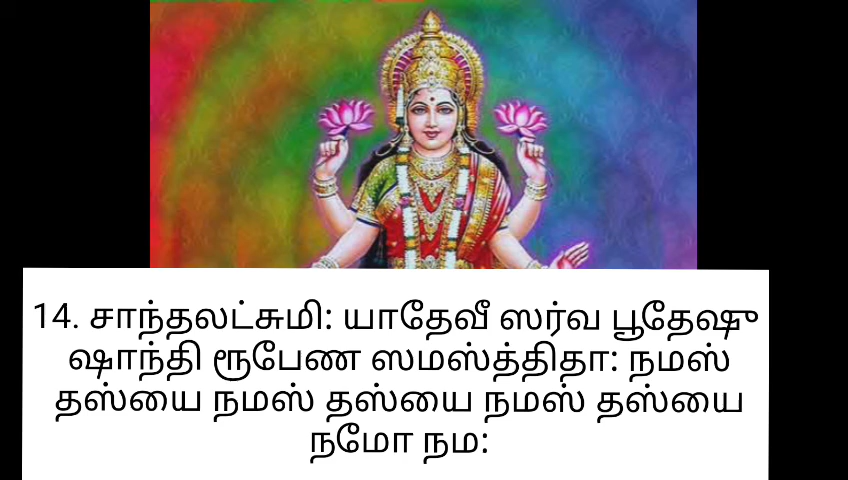 14. சாந்தலட்சுமி: யாதேவீ ஸர்வ பூதேஷு
ஷாந்தி ரூபேண ஸமஸ்த்திதா: நமஸ்
தஸ்யை நமஸ் தஸ்யை நமஸ் தஸ்யை
நமோ நம: